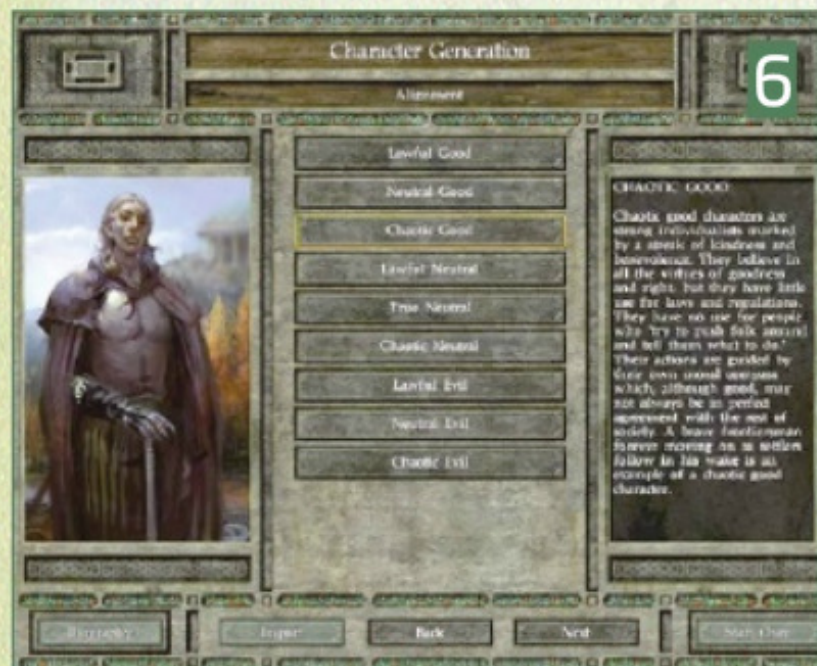 Character Generation
6
Alignment
Lawful Good
Neutral Good
Chaotic Good
Lawful Neutral
True Neutral
Chaotic Neutral
Lawful Evil
Neutral Evil
Chaotic Evil
CHAOTIC GOOD
Chaotic good characters are
strong individualists marked
by a streak of kindness and
benevolence. They believe in
all the virtues of goodness
and right, but they have little
use for laws and regulations.
They have no use for people
who "try to push folk around
and tell them what to do."
Their actions are guided by
their own moral compass
which, although good, may
not always be in perfect
agreement with the rest of
society. A brave frontiersman
forever moving on as settlers
follow in his wake is an
example of a chaotic good
character.
Biography
Import
Back
Next
Start Over